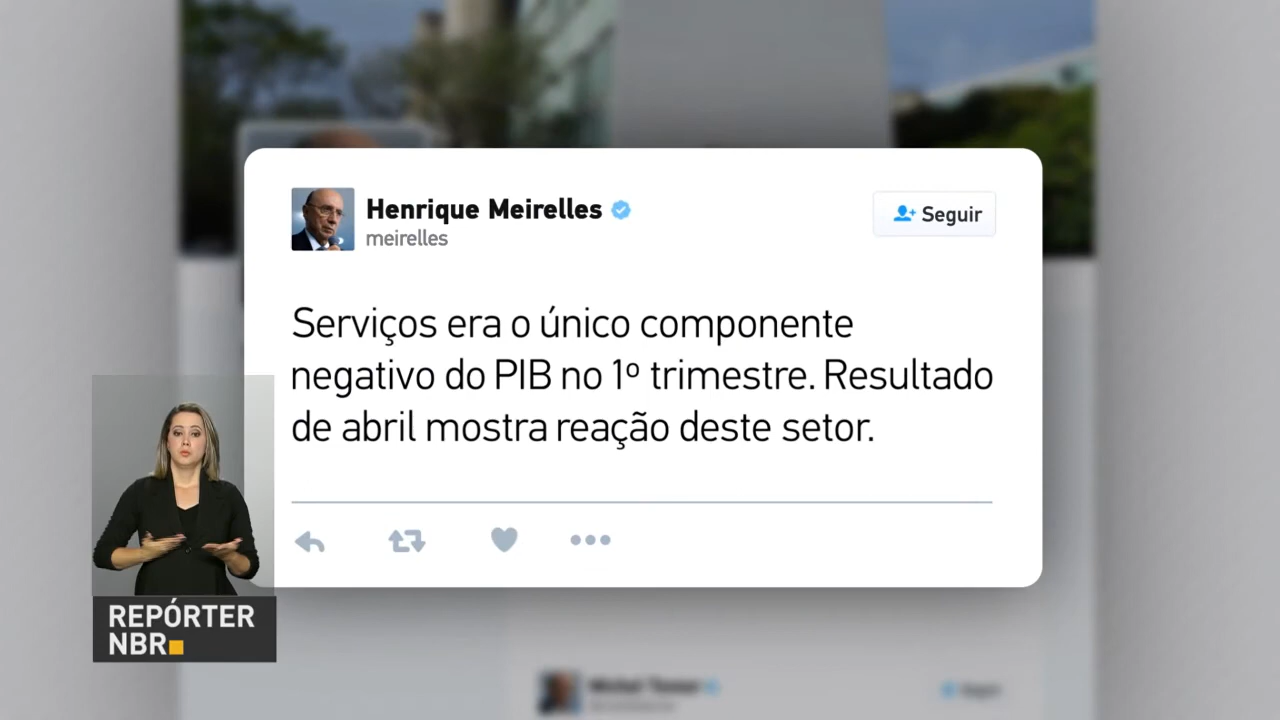 Henrique Meirelles
meirelles
Seguir
Serviços era o único componente
negativo do PIB no 1º trimestre. Resultado
de abril mostra reação deste setor.
REPÓRTER
NBR